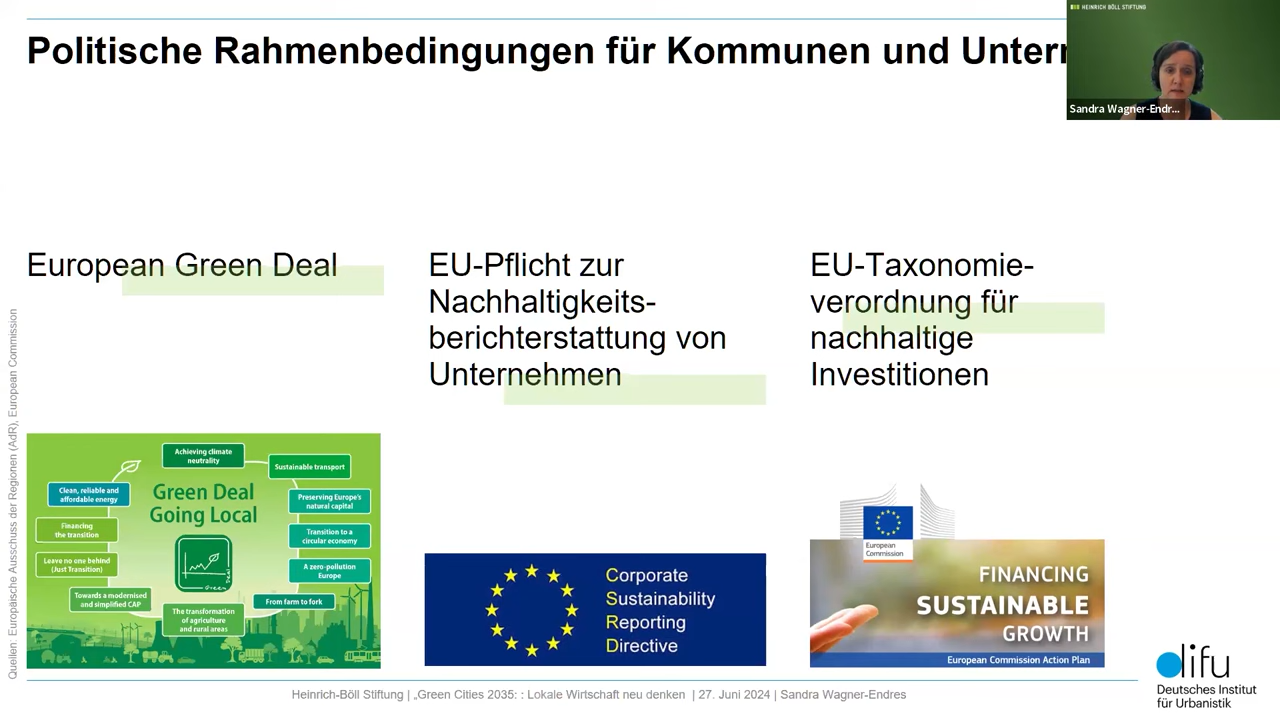 Politische Rahmenbedingungen für Kommunen und Untern
HEINRICH BÖLL STIFTUNG
Sandra Wagner-Endr...
European Green Deal
EU-Pflicht zur
Nachhaltigkeits-
berichterstattung von
Unternehmen
EU-Taxonomie-
verordnung für
nachhaltige
Investitionen
Quellen: Europäische Ausschuss der Regionen (AdR), European Commission
Green Deal
Going Local
Achieving climate
neutrality
Sustainable transport
Preserving Europe's
natural capital
Transition to a
circular economy
A zero-pollution
Europe
From farm to fork
The transformation
of agriculture
and rural areas
Towards a modernised
and simplified CAP
Leave no one behind
(Just Transition)
Financing
the transition
Clean, reliable and
affordable energy
Green Deal
Corporate
Sustainability
Reporting
Directive
European
Commission
FINANCING
SUSTAINABLE
GROWTH
European Commission Action Plan
Heinrich-Böll Stiftung | „Green Cities 2035: : Lokale Wirtschaft neu denken | 27. Juni 2024 | Sandra Wagner-Endres
difu
Deutsches Institut
für Urbanistik